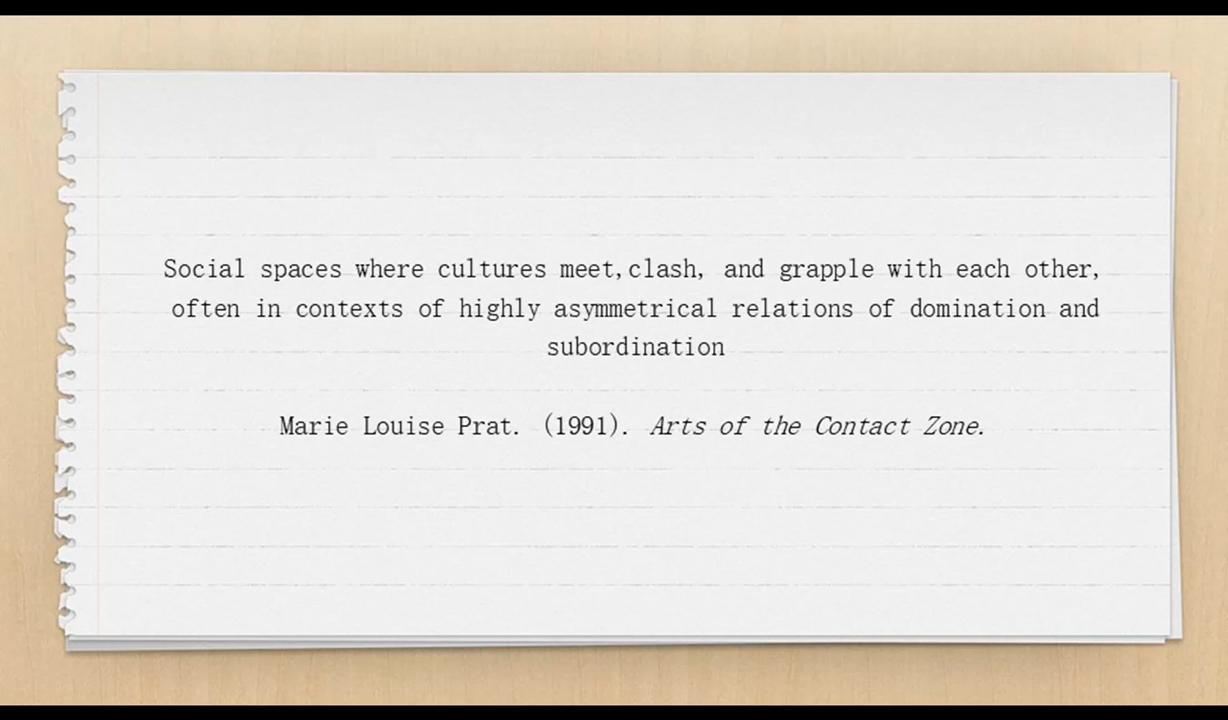 Social spaces where cultures meet,clash, and grapple with each other,
often in contexts of highly asymmetrical relations of domination and
subordination
Marie Louise Prat. (1991). Arts of the Contact Zone.